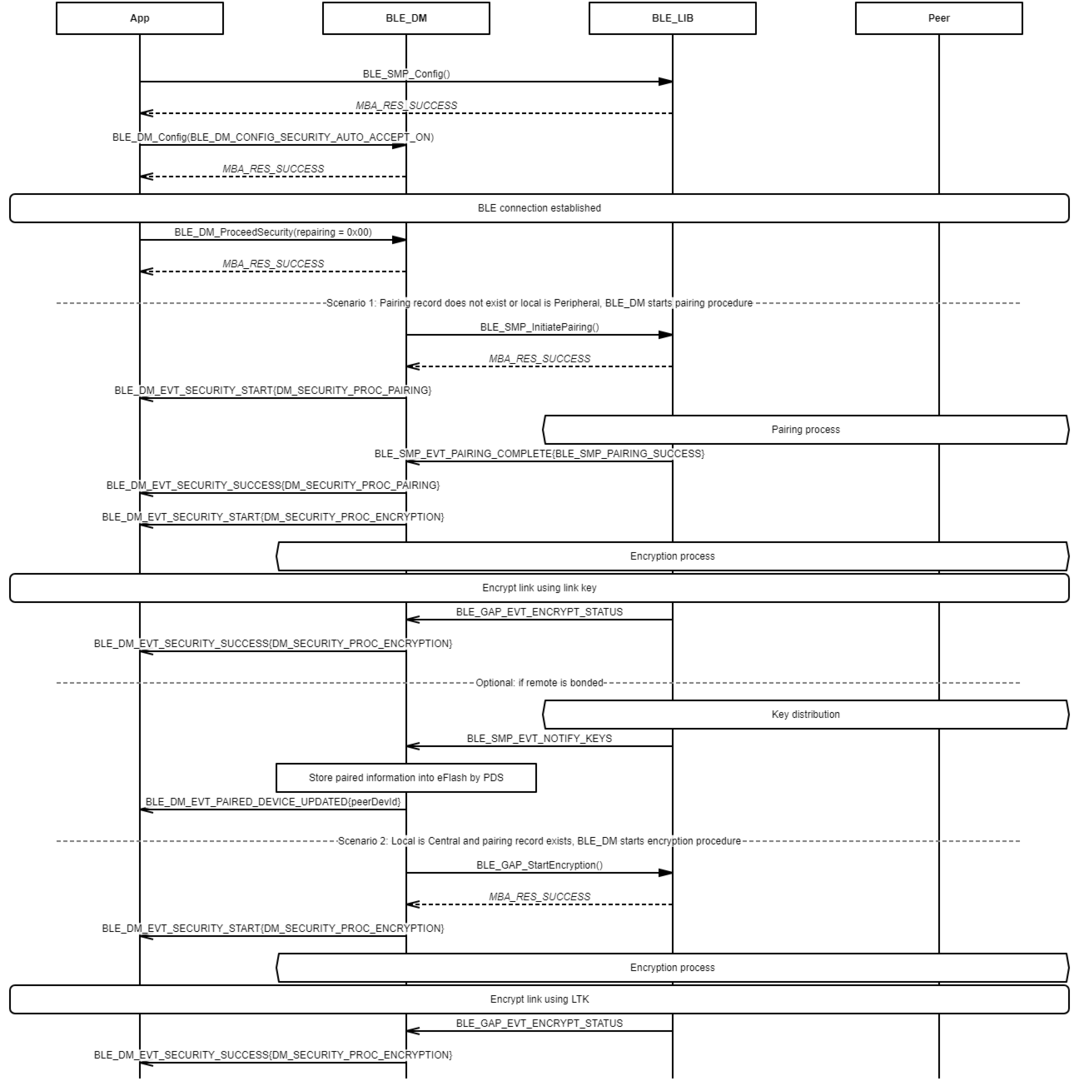 App
BLE_DM
BLE_LIB
Peer
BLE_SMP_Config()
MBA_RES_SUCCESS
BLE_DM_Config(BLE_DM_CONFIG_SECURITY_AUTO_ACCEPT_ON)
MBA_RES_SUCCESS
BLE connection established
BLE_DM_ProceedSecurity(repairing = 0x00)
MBA_RES_SUCCESS
Scenario 1: Pairing record does not exist or local is Peripheral, BLE_DM starts pairing procedure
BLE_SMP_InitiatePairing()
MBA_RES_SUCCESS
BLE_DM_EVT_SECURITY_START{DM_SECURITY_PROC_PAIRING}
Pairing process
BLE_SMP_EVT_PAIRING_COMPLETE{BLE_SMP_PAIRING_SUCCESS}
BLE_DM_EVT_SECURITY_SUCCESS{DM_SECURITY_PROC_PAIRING}
BLE_DM_EVT_SECURITY_START{DM_SECURITY_PROC_ENCRYPTION}
Encryption process
Encrypt link using link key
BLE_GAP_EVT_ENCRYPT_STATUS
BLE_DM_EVT_SECURITY_SUCCESS{DM_SECURITY_PROC_ENCRYPTION}
Optional: if remote is bonded
Key distribution
BLE_SMP_EVT_NOTIFY_KEYS
Store paired information into eFlash by PDS
BLE_DM_EVT_PAIRED_DEVICE_UPDATED{peerDevId}
Scenario 2: Local is Central and pairing record exists, BLE_DM starts encryption procedure
BLE_GAP_StartEncryption()
MBA_RES_SUCCESS
BLE_DM_EVT_SECURITY_START{DM_SECURITY_PROC_ENCRYPTION}
Encryption process
Encrypt link using LTK
BLE_GAP_EVT_ENCRYPT_STATUS
BLE_DM_EVT_SECURITY_SUCCESS{DM_SECURITY_PROC_ENCRYPTION}